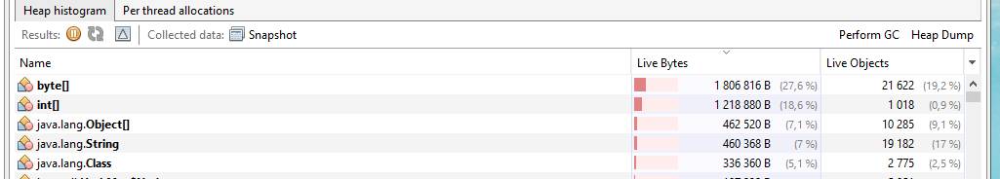 Heap histogram Per thread allocations
Results: Collected data: Snapshot Perform GC Heap Dump
Name Live Bytes Live Objects
byte[] 1 806 816 B (27,6 %) 21 622 (19,2 %)
int[] 1 218 880 B (18,6 %) 1 018 (0,9 %)
java.lang.Object[] 462 520 B (7,1 %) 10 285 (9,1 %)
java.lang.String 460 368 B (7 %) 19 182 (17 %)
java.lang.Class 336 360 B (5,1 %) 2 775 (2,5 %)